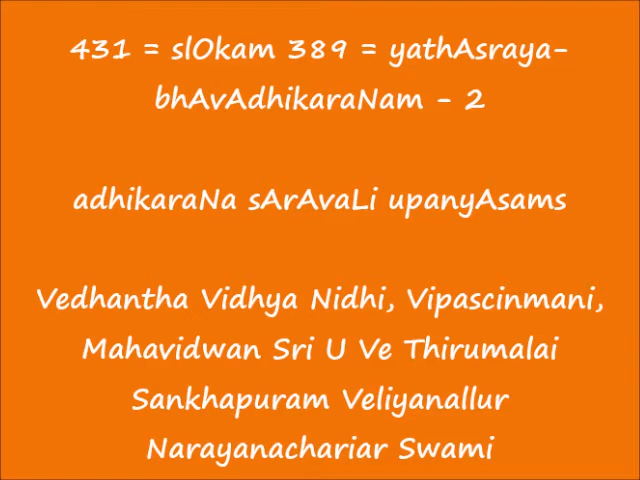 431 = slOkam 389 = yathAsraya-
bhAvAdhikaraNam - 2
adhikaraNa sArAvaLi upanyAsams
Vedhantha Vidhya Nidhi, Vipascinmani,
Mahavidwan Sri U Ve Thirumalai
Sankhapuram Veliyanallur
Narayanachariar Swami